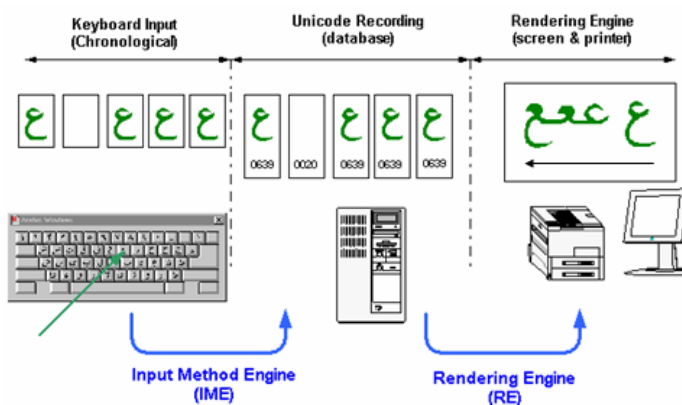 Keyboard Input
(Chronological)
Unicode Recording
(database)
Rendering Engine
(screen & printer)
ع ع ع ع
ع ع ع ع
0639 0020 0639 0639 0639
ع ععع
Input Method Engine
(IME)
Rendering Engine
(RE)